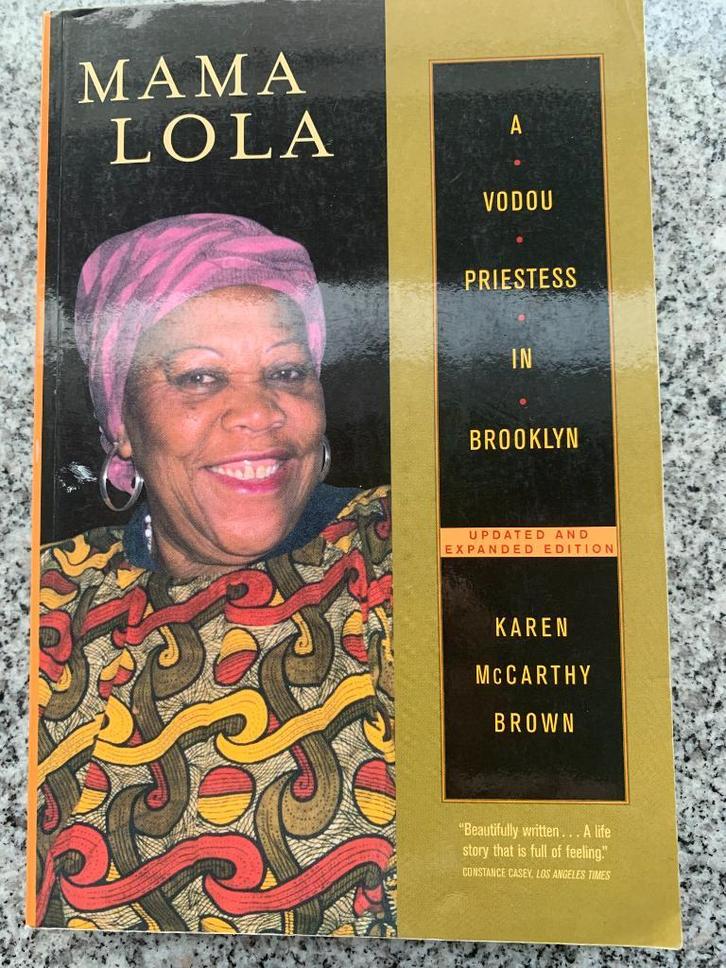 MAMA
LOLA
A
VODOU
PRIESTESS
IN
BROOKLYN
UPDATED AND
EXPANDED EDITION
KAREN
McCARTHY
BROWN
“Beautifully written . . . A life
story that is full of feeling.”
CONSTANCE CASEY, LOS ANGELES TIMES